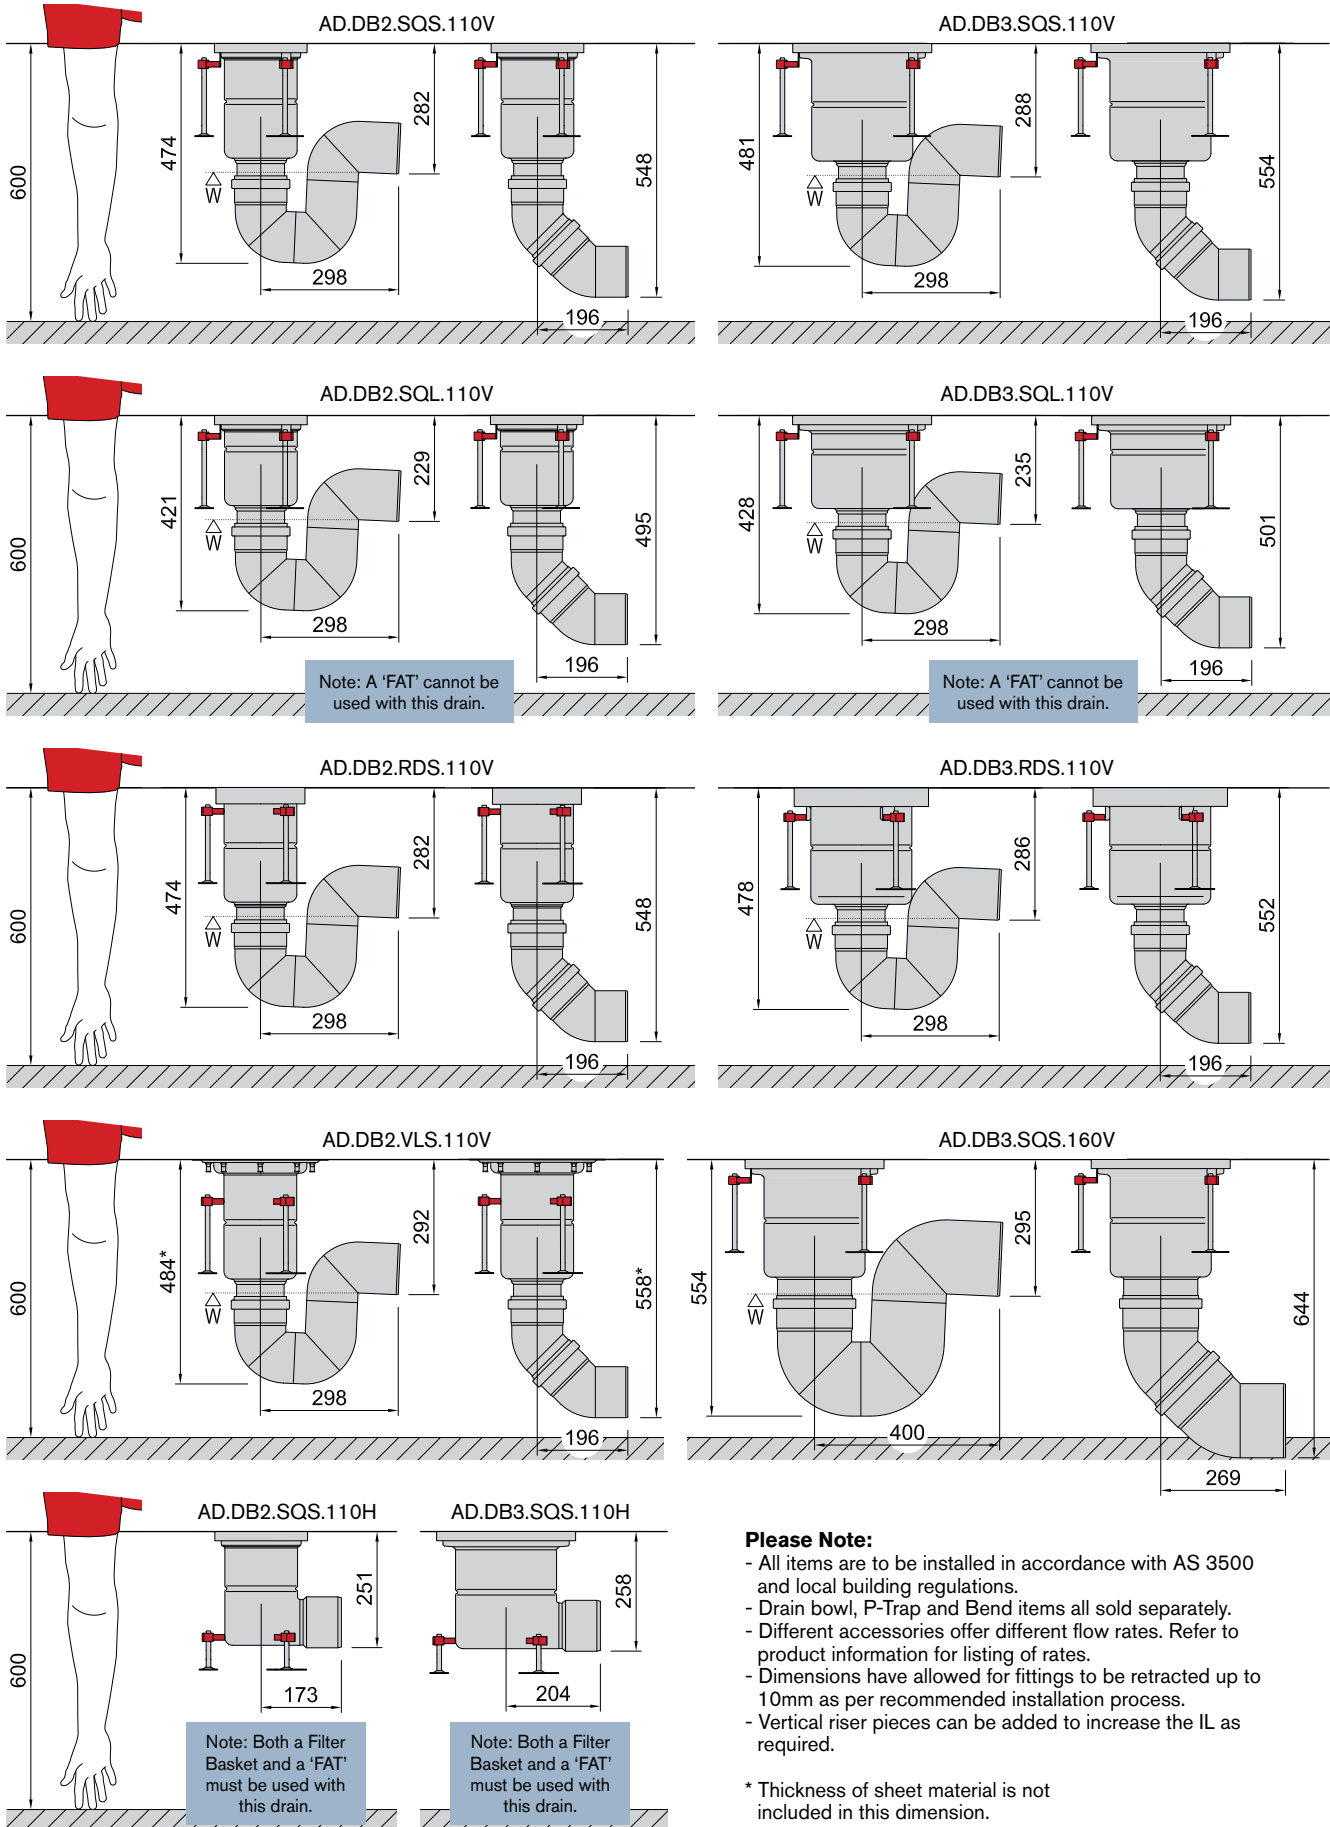 AD.DB2.SQS.110V
AD.DB3.SQS.110V
600
474
W
282
298
548
196
481
W
288
298
554
196
AD.DB2.SQL.110V
AD.DB3.SQL.110V
600
421
W
229
298
495
196
Note: A ‘FAT’ cannot be
used with this drain.
428
W
235
298
501
196
Note: A ‘FAT’ cannot be
used with this drain.
AD.DB2.RDS.110V
AD.DB3.RDS.110V
600
474
W
282
298
548
196
478
W
286
298
552
196
AD.DB2.VLS.110V
AD.DB3.SQS.160V
600
484*
W
292
298
558*
196
554
W
295
400
644
269
AD.DB2.SQS.110H
AD.DB3.SQS.110H
600
251
173
258
204
Note: Both a Filter
Basket and a ‘FAT’
must be used with
this drain.
Note: Both a Filter
Basket and a ‘FAT’
must be used with
this drain.
Please Note:
- All items are to be installed in accordance with AS 3500
and local building regulations.
- Drain bowl, P-Trap and Bend items all sold separately.
- Different accessories offer different flow rates. Refer to
product information for listing of rates.
- Dimensions have allowed for fittings to be retracted up to
10mm as per recommended installation process.
- Vertical riser pieces can be added to increase the IL as
required.
* Thickness of sheet material is not
included in this dimension.